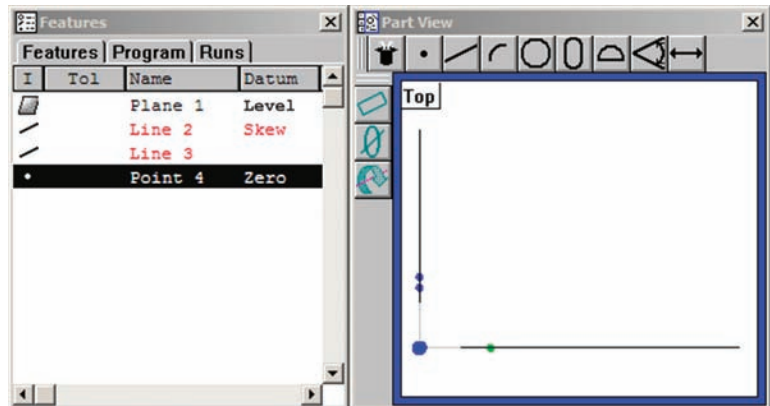 Features
Features Program Runs
I Tol Name Datum
Plane 1 Level
Line 2 Skew
Line 3
Point 4 Zero
Part View
Top